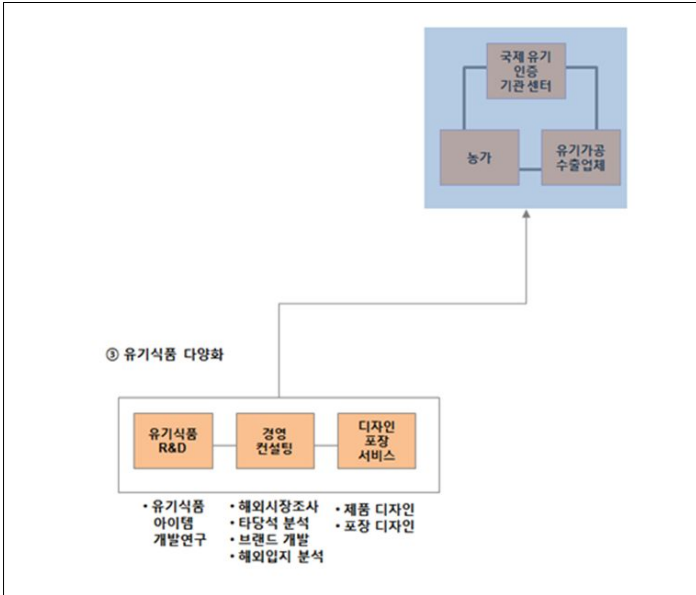 국제 유기
인증
기관 센터
농가
유기가공
수출업체
③ 유기식품 다양화
유기식품
R&D
경영
컨설팅
디자인
포장
서비스
• 유기식품
아이템
개발연구
• 해외시장조사
• 타당석 분석
• 브랜드 개발
• 해외입지 분석
• 제품 디자인
• 포장 디자인